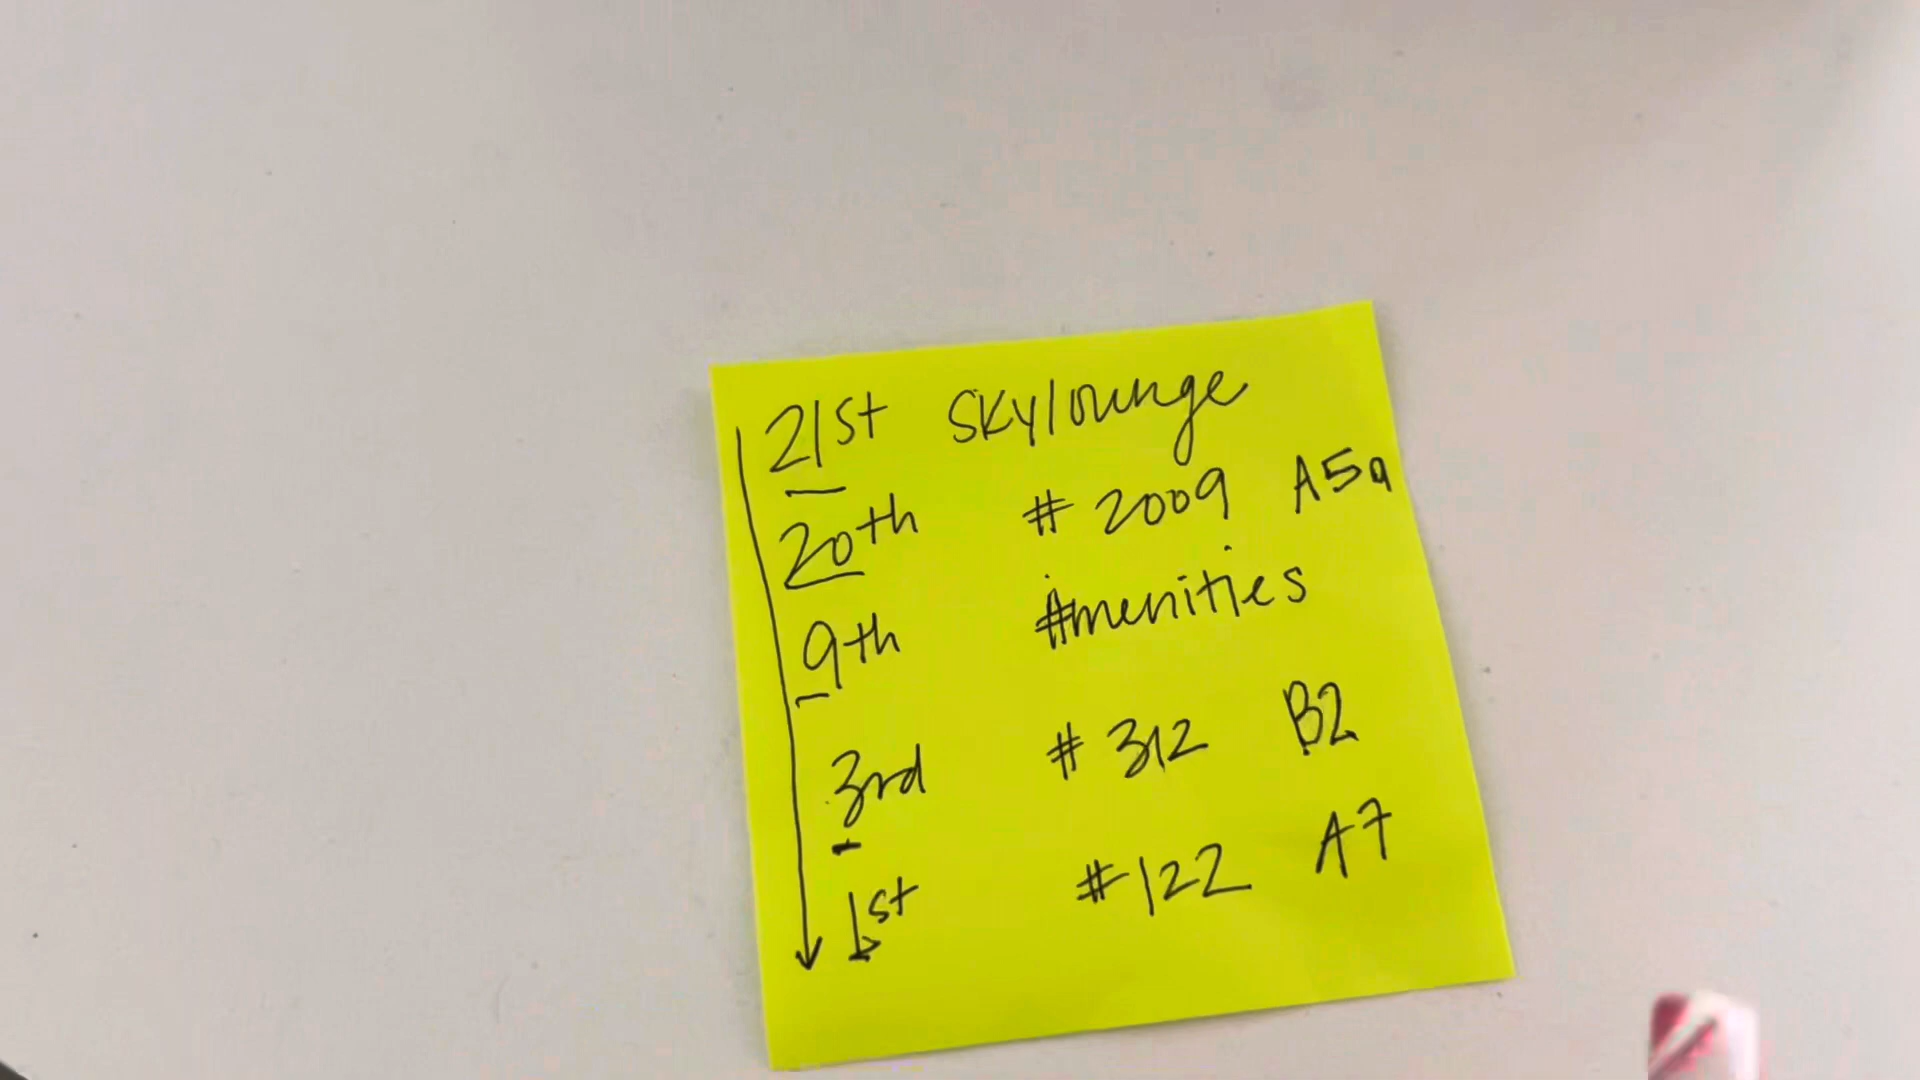 21st Skylounge
20th # 2009 A5a
9th Amenities
3rd # 312 B2
1st #122 A7